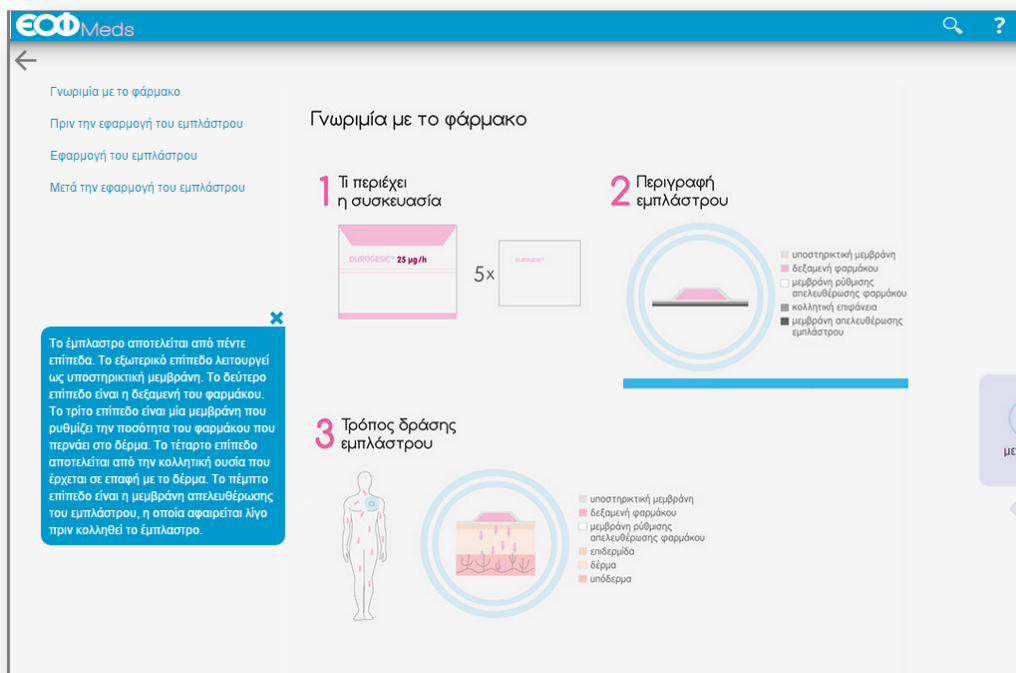 ΕΟΦMeds
?
Γνωριμία με το φάρμακο
Πριν την εφαρμογή του εμπλάστρου
Εφαρμογή του εμπλάστρου
Μετά την εφαρμογή του εμπλάστρου
Το έμπλαστρο αποτελείται από πέντε
επίπεδα. Το εξωτερικό επίπεδο λειτουργεί
ως υποστηρικτική μεμβράνη. Το δεύτερο
επίπεδο είναι η δεξαμενή του φαρμάκου.
Το τρίτο επίπεδο είναι μία μεμβράνη που
ρυθμίζει την ποσότητα του φαρμάκου που
περνάει στο δέρμα. Το τέταρτο επίπεδο
αποτελείται από την κολλητική ουσία που
έρχεται σε επαφή με το δέρμα. Το πέμπτο
επίπεδο είναι η μεμβράνη απελευθέρωσης
του εμπλάστρου, η οποία αφαιρείται λίγο
πριν κολληθεί το έμπλαστρο.
Γνωριμία με το φάρμακο
1 Τι περιέχει
η συσκευασία
DUROGESIC™ 25 μg/h
5x
2 Περιγραφή
εμπλάστρου
υποστηρικτική μεμβράνη
δεξαμενή φαρμάκου
μεμβράνη ρύθμισης
απελευθέρωσης φαρμάκου
κολλητική επιφάνεια
μεμβράνη απελευθέρωσης
εμπλάστρου
3 Τρόπος δράσης
εμπλάστρου
υποστηρικτική μεμβράνη
δεξαμενή φαρμάκου
μεμβράνη ρύθμισης
απελευθέρωσης φαρμάκου
επιδερμίδα
δέρμα
υπόδερμα